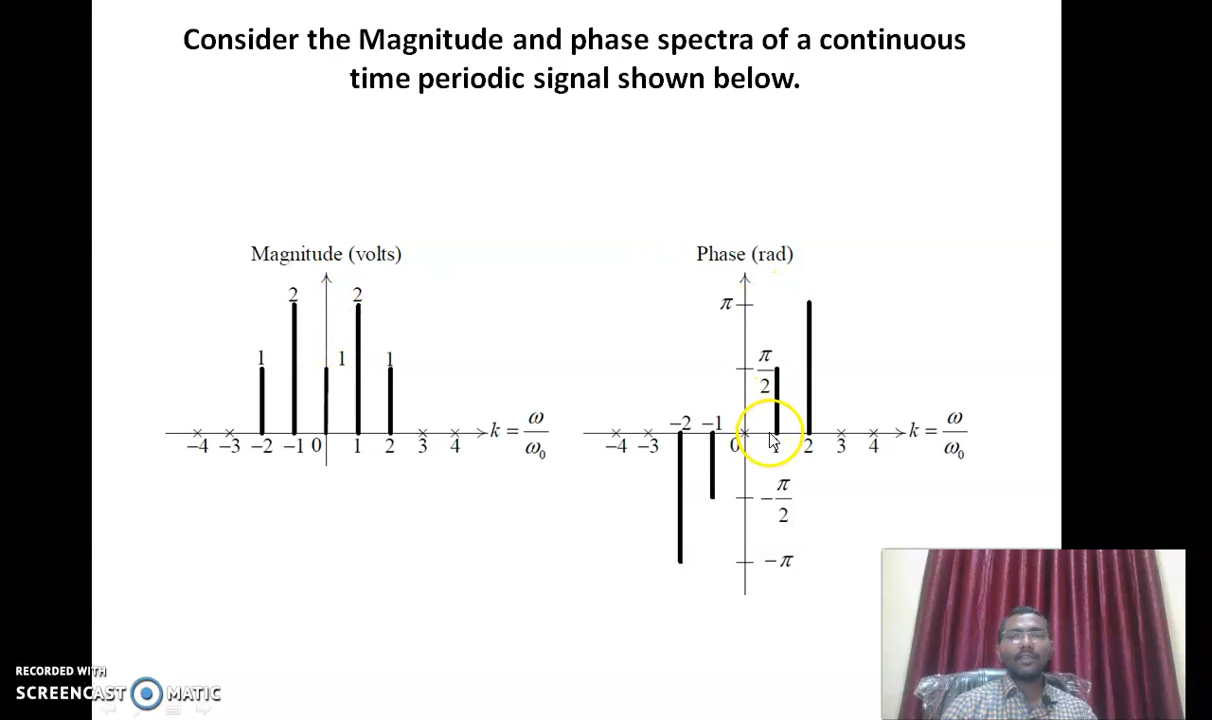 Consider the Magnitude and phase spectra of a continuous
time periodic signal shown below.
Magnitude (volts)
2 2
1 1 1
-4 -3 -2 -1 0 1 2 3 4
k = ω/ω₀
Phase (rad)
π
π/2
-2 -1
-4 -3 0 1 2 3 4
k = ω/ω₀
-π/2
-π
RECORDED WITH
SCREENCAST MATIC